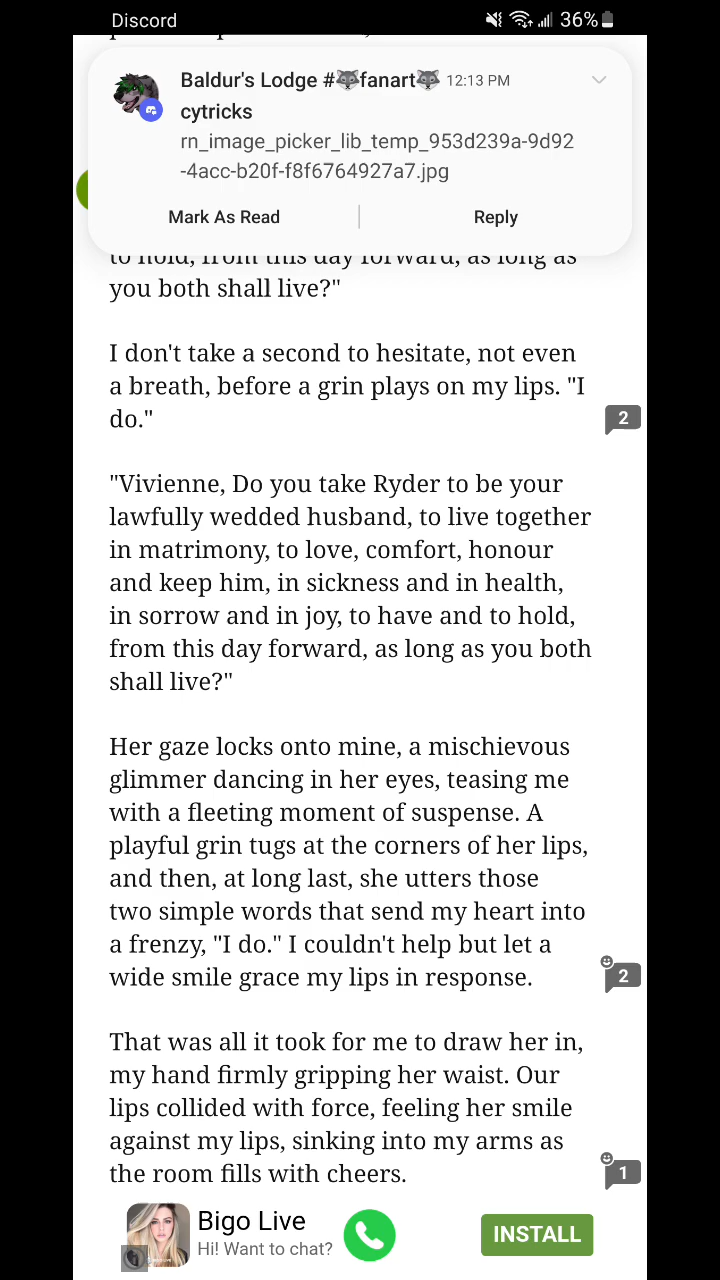 Discord
36%
Baldur's Lodge #🦝fanart🦝 12:13 PM
cytricks
rn_image_picker_lib_temp_953d239a-9d92
-4acc-b20f-f8f6764927a7.jpg
Mark As Read
Reply
to hold, from this day forward, as long as
you both shall live?"
I don't take a second to hesitate, not even
a breath, before a grin plays on my lips. "I
do."
2
"Vivienne, Do you take Ryder to be your
lawfully wedded husband, to live together
in matrimony, to love, comfort, honour
and keep him, in sickness and in health,
in sorrow and in joy, to have and to hold,
from this day forward, as long as you both
shall live?"
Her gaze locks onto mine, a mischievous
glimmer dancing in her eyes, teasing me
with a fleeting moment of suspense. A
playful grin tugs at the corners of her lips,
and then, at long last, she utters those
two simple words that send my heart into
a frenzy, "I do." I couldn't help but let a
wide smile grace my lips in response.
2
That was all it took for me to draw her in,
my hand firmly gripping her waist. Our
lips collided with force, feeling her smile
against my lips, sinking into my arms as
the room fills with cheers.
1
Bigo Live
Hi! Want to chat?
INSTALL